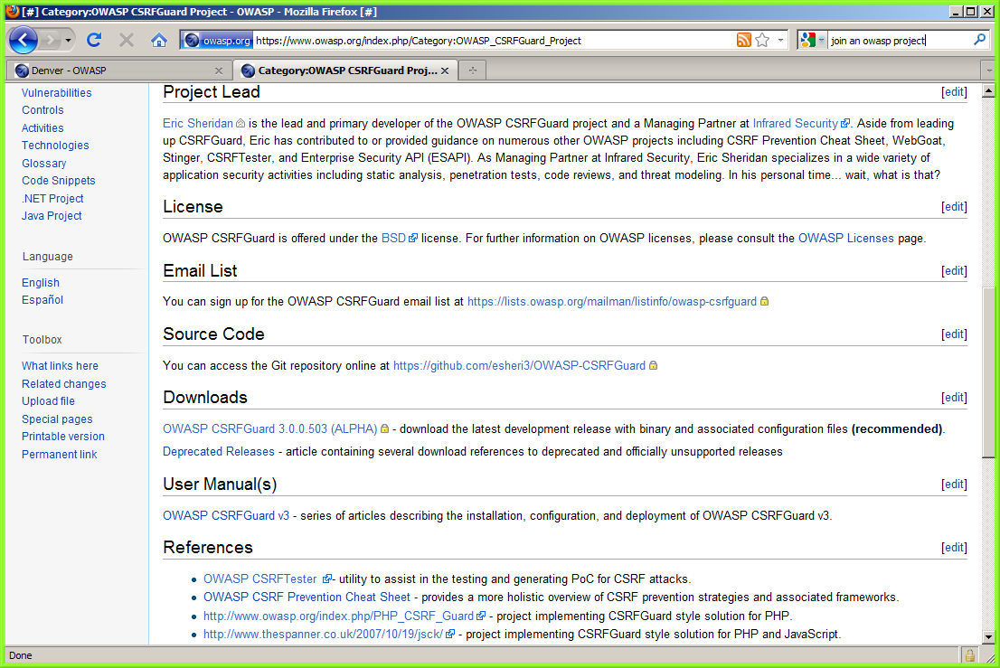 [#] Category:OWASP CSRFGuard Project - OWASP - Mozilla Firefox [#]
owasp.org https://www.owasp.org/index.php/Category:OWASP_CSRFGuard_Project
join an owasp project
Denver - OWASP
Category:OWASP CSRFGuard Proj...
Vulnerabilities
Controls
Activities
Technologies
Glossary
Code Snippets
.NET Project
Java Project
Language
English
Español
Toolbox
What links here
Related changes
Upload file
Special pages
Printable version
Permanent link
Project Lead [edit]
Eric Sheridan is the lead and primary developer of the OWASP CSRFGuard project and a Managing Partner at Infrared Security. Aside from leading
up CSRFGuard, Eric has contributed to or provided guidance on numerous other OWASP projects including CSRF Prevention Cheat Sheet, WebGoat,
Stinger, CSRFTester, and Enterprise Security API (ESAPI). As Managing Partner at Infrared Security, Eric Sheridan specializes in a wide variety of
application security activities including static analysis, penetration tests, code reviews, and threat modeling. In his personal time... wait, what is that?
License [edit]
OWASP CSRFGuard is offered under the BSD license. For further information on OWASP licenses, please consult the OWASP Licenses page.
Email List [edit]
You can sign up for the OWASP CSRFGuard email list at https://lists.owasp.org/mailman/listinfo/owasp-csrfguard
Source Code [edit]
You can access the Git repository online at https://github.com/esheri3/OWASP-CSRFGuard
Downloads [edit]
OWASP CSRFGuard 3.0.0.503 (ALPHA) - download the latest development release with binary and associated configuration files (recommended).
Deprecated Releases - article containing several download references to deprecated and officially unsupported releases
User Manual(s) [edit]
OWASP CSRFGuard v3 - series of articles describing the installation, configuration, and deployment of OWASP CSRFGuard v3.
References [edit]
OWASP CSRFTester - utility to assist in the testing and generating PoC for CSRF attacks.
OWASP CSRF Prevention Cheat Sheet - provides a more holistic overview of CSRF prevention strategies and associated frameworks.
http://www.owasp.org/index.php/PHP_CSRF_Guard - project implementing CSRFGuard style solution for PHP.
http://www.thespanner.co.uk/2007/10/19/jsck/ - project implementing CSRFGuard style solution for PHP and JavaScript.
Done